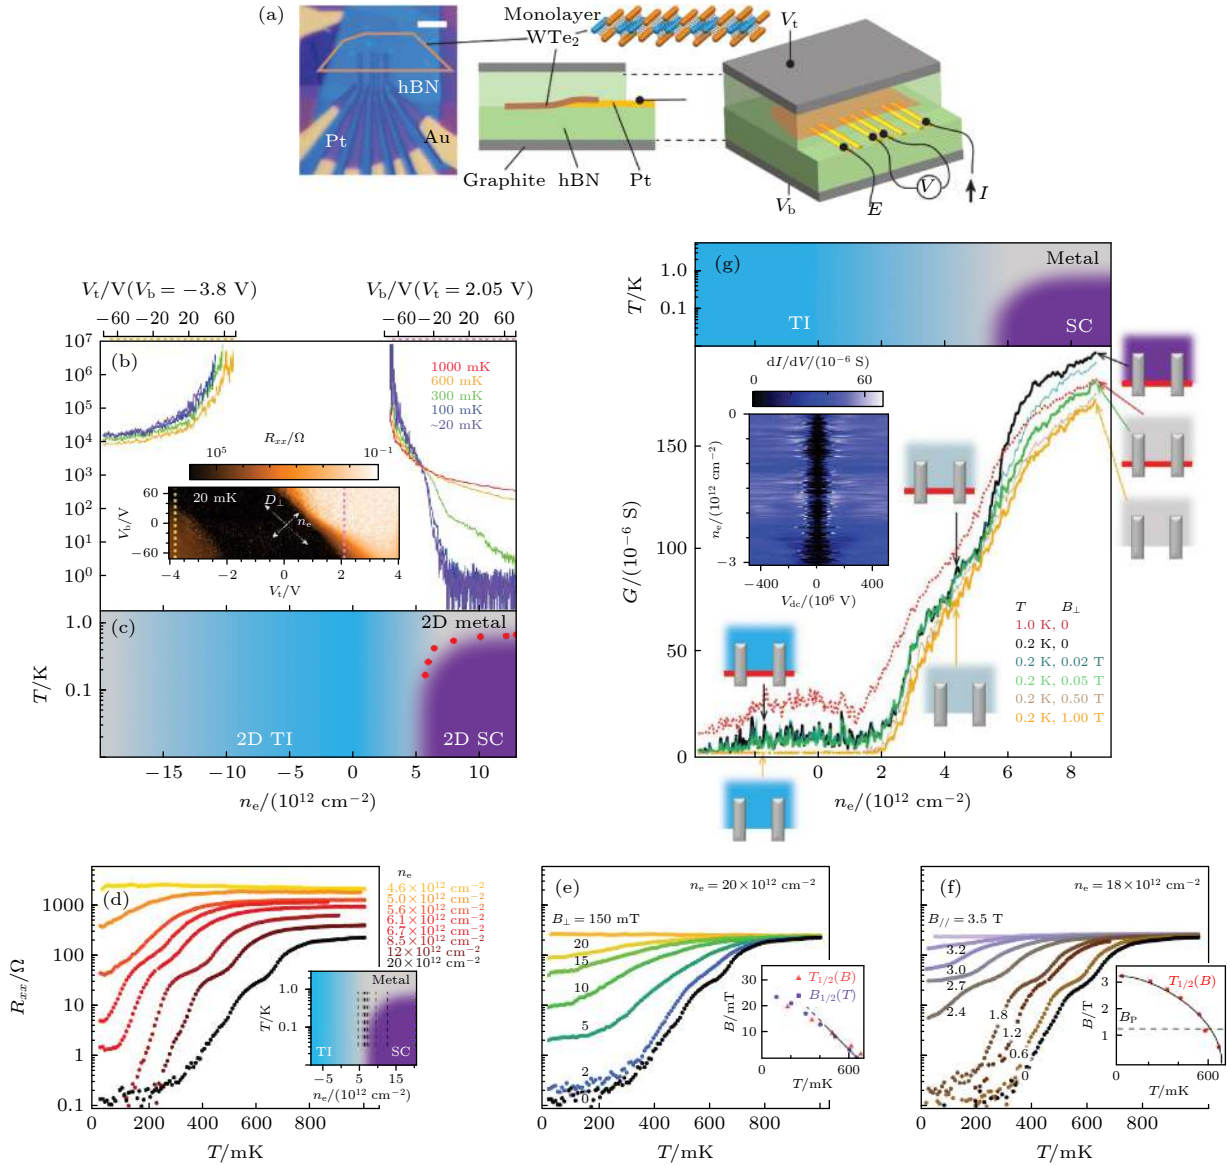 (a)
Monolayer
WTe₂
hBN
Pt
Au
Graphite
hBN
Pt
Vt
Vb
E
V
I
Vt/V(Vb = −3.8 V)
−60 −20 20 60
Vb/V(Vt = 2.05 V)
−60 −20 20 60
(b)
10⁷
10⁶
10⁵
10⁴
10³
10²
10¹
10⁰
1000 mK
600 mK
300 mK
100 mK
~20 mK
Rxx/Ω
10⁵ 10⁻¹
20 mK
D⊥
ne
Vb/V
60
0
−60
−4 −2 0 2 4
Vt/V
(c)
2D metal
2D TI
2D SC
T/K
1.0
0.1
−15 −10 −5 0 5 10
ne/(10¹² cm⁻²)
(g)
Metal
TI
SC
T/K
1.0
0.1
dI/dV/(10⁻⁶ S)
0 60
ne/(10¹² cm⁻²)
0
−3
−400 0 400
Vdc/(10⁶ V)
G/(10⁻⁶ S)
150
100
50
0
T B⊥
1.0 K, 0
0.2 K, 0
0.2 K, 0.02 T
0.2 K, 0.05 T
0.2 K, 0.50 T
0.2 K, 1.00 T
0 2 4 6 8
ne/(10¹² cm⁻²)
(d)
ne
4.6×10¹² cm⁻²
5.0×10¹² cm⁻²
5.6×10¹² cm⁻²
6.1×10¹² cm⁻²
6.7×10¹² cm⁻²
8.5×10¹² cm⁻²
12×10¹² cm⁻²
20×10¹² cm⁻²
Rxx/Ω
1000
100
10
1
0.1
Metal
TI
SC
T/K
1.0
0.1
−5 5 15
ne/(10¹² cm⁻²)
0 200 400 600 800
T/mK
(e)
ne = 20×10¹² cm⁻²
B⊥ = 150 mT
20
15
10
5
2
0
T1/2(B)
B1/2(T)
B/mT
30
20
10
0 200 600
T/mK
0 200 400 600 800
T/mK
(f)
ne = 18×10¹² cm⁻²
B// = 3.5 T
3.2
3.0
2.7
2.4
1.8
1.2
0.6
0
T1/2(B)
BP
B/T
3
1
0 600
T/mK
0 200 400 600 800
T/mK